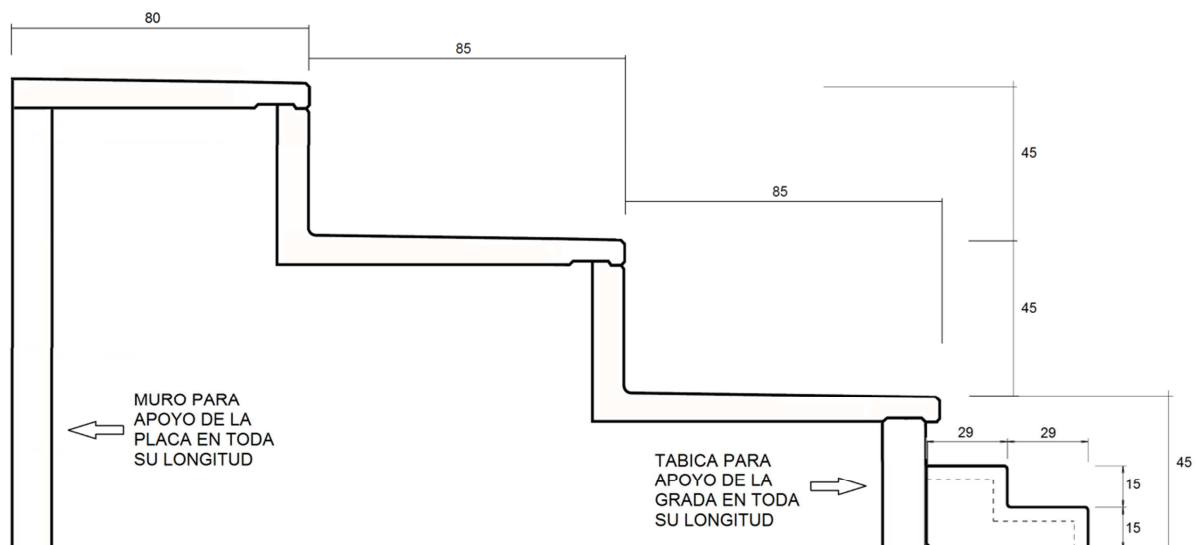 80
85
85
45
45
MURO PARA
APOYO DE LA
PLACA EN TODA
SU LONGITUD
TABICA PARA
APOYO DE LA
GRADA EN TODA
SU LONGITUD
29
29
45
15
15